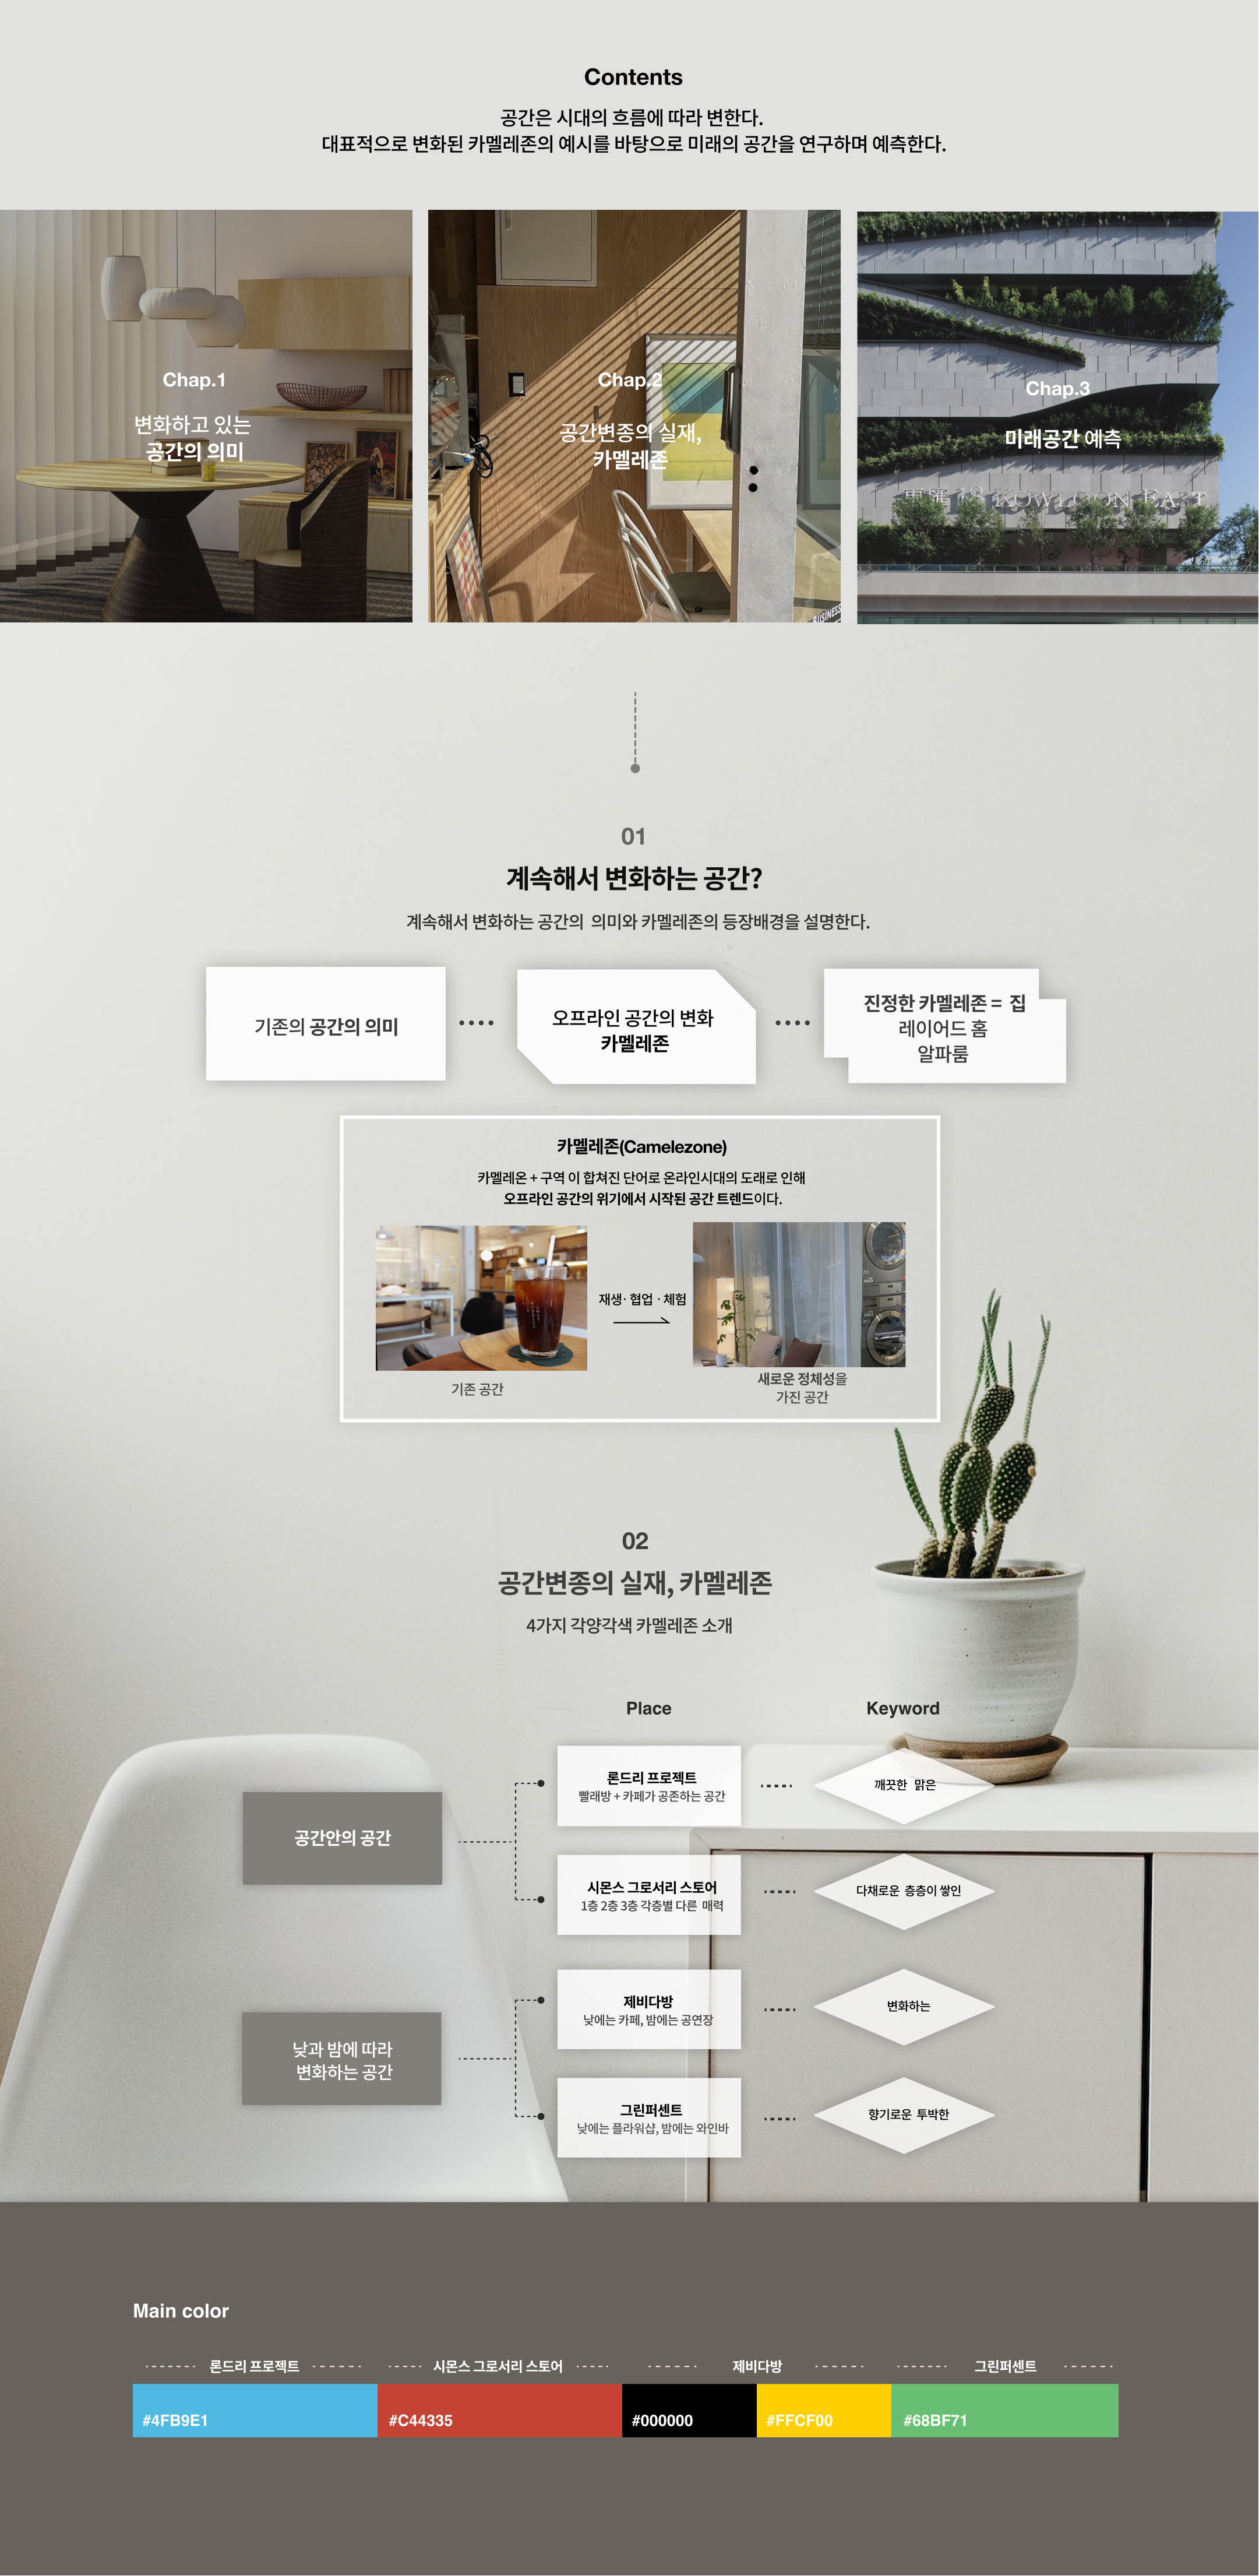 Contents
공간은 시대의 흐름에 따라 변한다.
대표적으로 변화된 카멜레존의 예시를 바탕으로 미래의 공간을 연구하며 예측한다.
Chap.1
변화하고 있는
공간의 의미
Chap.2
공간변종의 실재,
카멜레존
BUSINESS
Chap.3
미래공간 예측
東匯 18 KOWLOON EAST
01
계속해서 변화하는 공간?
계속해서 변화하는 공간의 의미와 카멜레존의 등장배경을 설명한다.
기존의 공간의 의미
오프라인 공간의 변화
카멜레존
진정한 카멜레존 = 집
레이어드 홈
알파룸
카멜레존(Camelezone)
카멜레온 + 구역 이 합쳐진 단어로 온라인시대의 도래로 인해
오프라인 공간의 위기에서 시작된 공간 트렌드이다.
재생· 협업 · 체험
기존 공간
새로운 정체성을
가진 공간
02
공간변종의 실재, 카멜레존
4가지 각양각색 카멜레존 소개
Place
Keyword
공간안의 공간
론드리 프로젝트
빨래방 + 카페가 공존하는 공간
깨끗한 맑은
시몬스 그로서리 스토어
1층 2층 3층 각층별 다른 매력
다채로운 층층이 쌓인
낮과 밤에 따라
변화하는 공간
제비다방
낮에는 카페, 밤에는 공연장
변화하는
그린퍼센트
낮에는 플라워샵, 밤에는 와인바
향기로운 투박한
Main color
론드리 프로젝트
시몬스 그로서리 스토어
제비다방
그린퍼센트
#4FB9E1
#C44335
#000000
#FFCF00
#68BF71